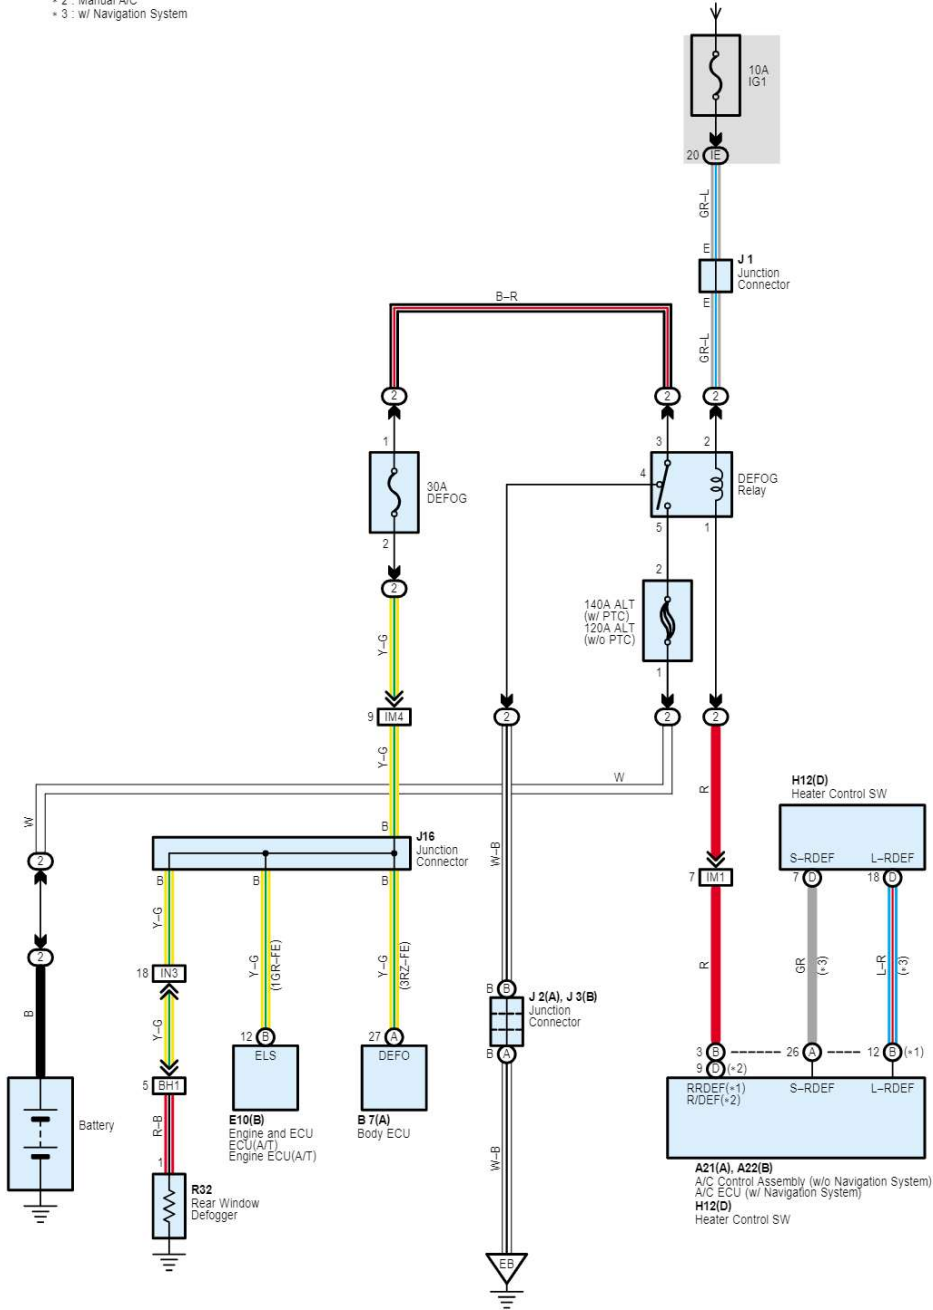 * 2 : Manual A/C
* 3 : w/ Navigation System
10A
IG1
20 IE
GR–L
E
J 1
Junction
Connector
E
GR–L
B–R
2
2
2
1
3
2
30A
DEFOG
4
DEFOG
Relay
2
5
1
2
2
140A ALT
(w/ PTC)
120A ALT
(w/o PTC)
1
Y–G
9 IM4
2
2
2
Y–G
W
W
R
H12(D)
Heater Control SW
B
J16
Junction
Connector
W–B
S–RDEF
L–RDEF
2
7 IM1
7 D
18 D
B
B
B
Y–G
2
18 IN3
Y–G
(1GR–FE)
Y–G
(3RZ–FE)
R
GR
(*3)
L–R
(*3)
B
B B
J 2(A), J 3(B)
Junction
Connector
Y–G
12 B
27 A
B A
3 B
26 A
12 B (*1)
9 D (*2)
ELS
DEFO
5 BH1
RRDEF(*1)
R/DEF(*2)
S–RDEF
L–RDEF
Battery
R–B
E10(B)
Engine and ECU
ECU(A/T)
Engine ECU(A/T)
B 7(A)
Body ECU
W–B
1
R32
Rear Window
Defogger
A21(A), A22(B)
A/C Control Assembly (w/o Navigation System)
A/C ECU (w/ Navigation System)
H12(D)
Heater Control SW
EB